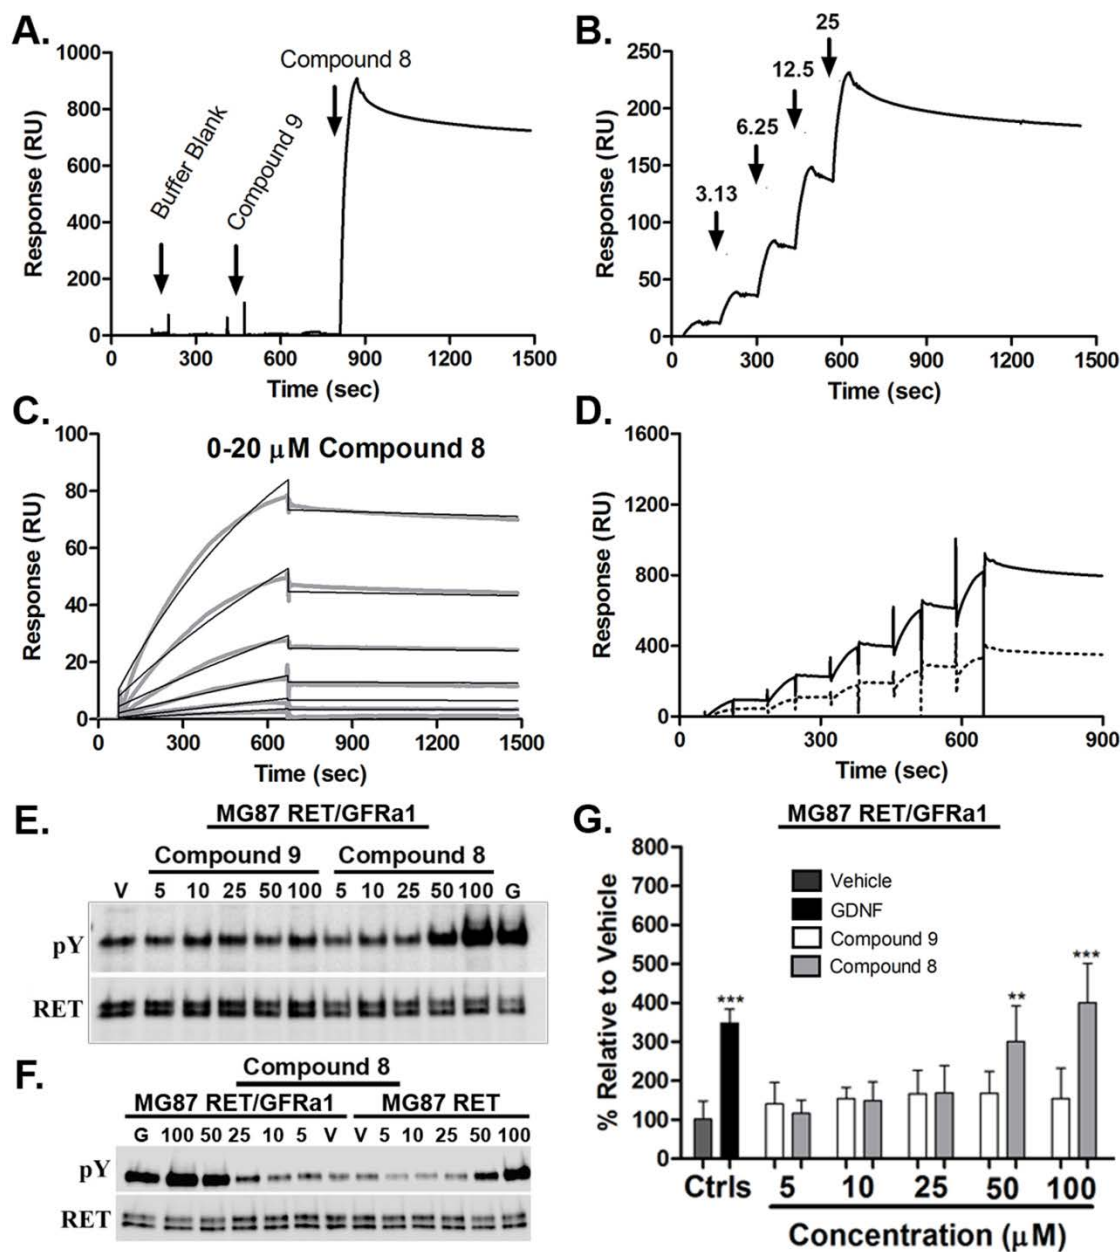 A.
1000
800
600
400
200
0
Response (RU)
Buffer Blank
Compound 9
Compound 8
0 300 600 900 1200 1500
Time (sec)
B.
250
200
150
100
50
0
Response (RU)
3.13
6.25
12.5
25
0 300 600 900 1200 1500
Time (sec)
C.
100
80
60
40
20
0
Response (RU)
0-20 μM Compound 8
0 300 600 900 1200 1500
Time (sec)
D.
1600
1200
800
400
0
Response (RU)
0 300 600 900
Time (sec)
E.
MG87 RET/GFRa1
Compound 9 Compound 8
V 5 10 25 50 100 5 10 25 50 100 G
pY
RET
F.
Compound 8
MG87 RET/GFRa1 MG87 RET
G 100 50 25 10 5 V V 5 10 25 50 100
pY
RET
G.
MG87 RET/GFRa1
800
700
600
500
400
300
200
100
0
% Relative to Vehicle
Vehicle
GDNF
Compound 9
Compound 8
*** ** ***
Ctrls 5 10 25 50 100
Concentration (μM)